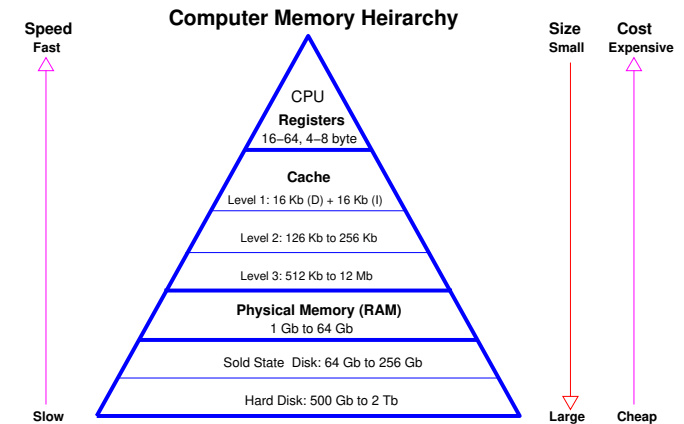 Computer Memory Heirarchy
Speed
Fast
Size
Small
Cost
Expensive
CPU
Registers
16−64, 4−8 byte
Cache
Level 1: 16 Kb (D) + 16 Kb (I)
Level 2: 126 Kb to 256 Kb
Level 3: 512 Kb to 12 Mb
Physical Memory (RAM)
1 Gb to 64 Gb
Sold State Disk: 64 Gb to 256 Gb
Hard Disk: 500 Gb to 2 Tb
Slow
Large
Cheap